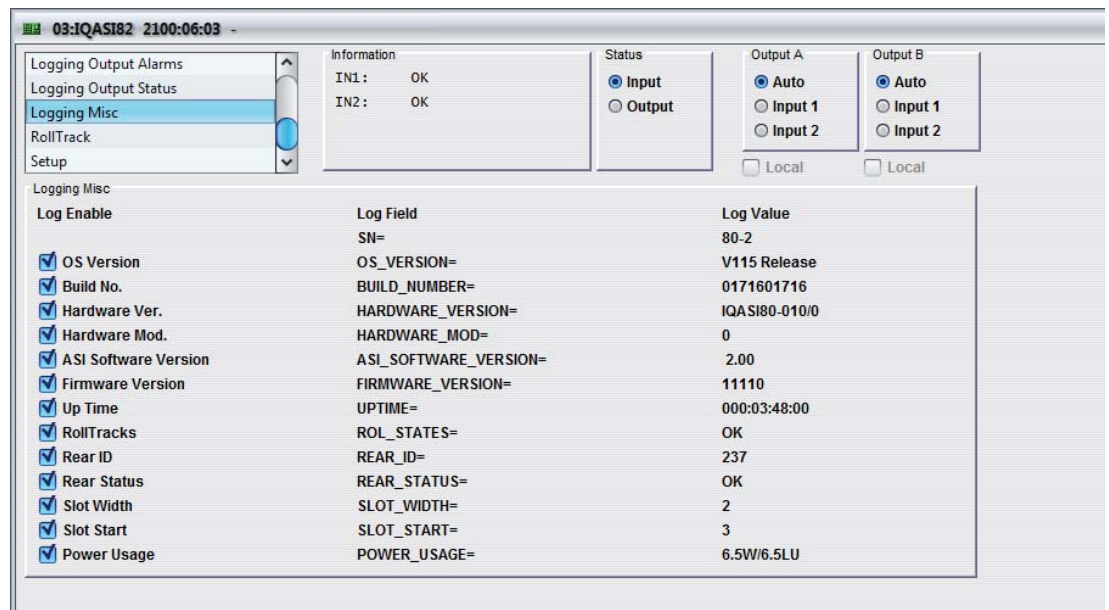 03:IQASI82 2100:06:03 -
Logging Output Alarms
Logging Output Status
Logging Misc
RollTrack
Setup
Information
IN1: OK
IN2: OK
Status
Input
Output
Output A
Auto
Input 1
Input 2
Local
Output B
Auto
Input 1
Input 2
Local
Logging Misc
Log Enable Log Field Log Value
SN= 80-2
OS Version OS_VERSION= V115 Release
Build No. BUILD_NUMBER= 0171601716
Hardware Ver. HARDWARE_VERSION= IQASI80-010/0
Hardware Mod. HARDWARE_MOD= 0
ASI Software Version ASI_SOFTWARE_VERSION= 2.00
Firmware Version FIRMWARE_VERSION= 11110
Up Time UPTIME= 000:03:48:00
RollTracks ROL_STATES= OK
Rear ID REAR_ID= 237
Rear Status REAR_STATUS= OK
Slot Width SLOT_WIDTH= 2
Slot Start SLOT_START= 3
Power Usage POWER_USAGE= 6.5W/6.5LU